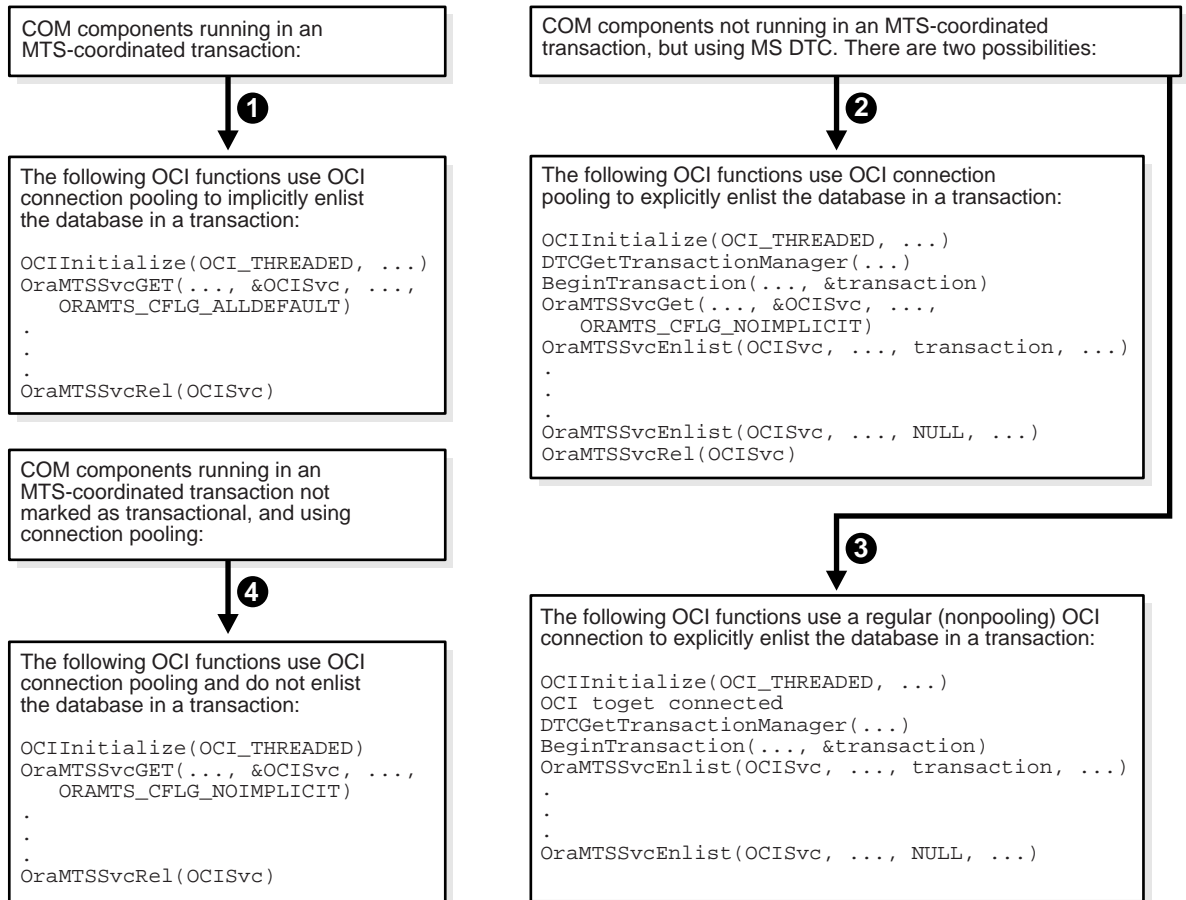 COM components running in an
MTS-coordinated transaction:
1
The following OCI functions use OCI
connection pooling to implicitly enlist
the database in a transaction:
OCIInitialize(OCI_THREADED, ...)
OraMTSSvcGET(..., &OCISvc, ...,
ORAMTS_CFLG_ALLDEFAULT)
.
.
.
OraMTSSvcRel(OCISvc)
COM components running in an
MTS-coordinated transaction not
marked as transactional, and using
connection pooling:
4
The following OCI functions use OCI
connection pooling and do not enlist
the database in a transaction:
OCIInitialize(OCI_THREADED)
OraMTSSvcGET(..., &OCISvc, ...,
ORAMTS_CFLG_NOIMPLICIT)
.
.
.
OraMTSSvcRel(OCISvc)
COM components not running in an MTS-coordinated
transaction, but using MS DTC. There are two possibilities:
2
The following OCI functions use OCI connection
pooling to explicitly enlist the database in a transaction:
OCIInitialize(OCI_THREADED, ...)
DTCGetTransactionManager(...)
BeginTransaction(..., &transaction)
OraMTSSvcGet(..., &OCISvc, ...,
ORAMTS_CFLG_NOIMPLICIT)
OraMTSSvcEnlist(OCISvc, ..., transaction, ...)
.
.
.
OraMTSSvcEnlist(OCISvc, ..., NULL, ...)
OraMTSSvcRel(OCISvc)
3
The following OCI functions use a regular (nonpooling) OCI
connection to explicitly enlist the database in a transaction:
OCIInitialize(OCI_THREADED, ...)
OCI toget connected
DTCGetTransactionManager(...)
BeginTransaction(..., &transaction)
OraMTSSvcEnlist(OCISvc, ..., transaction, ...)
.
.
.
OraMTSSvcEnlist(OCISvc, ..., NULL, ...)